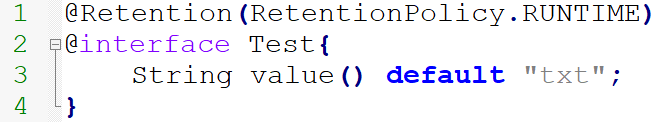 1 @Retention(RetentionPolicy.RUNTIME)
2 @interface Test{
3     String value() default "txt";
4 }